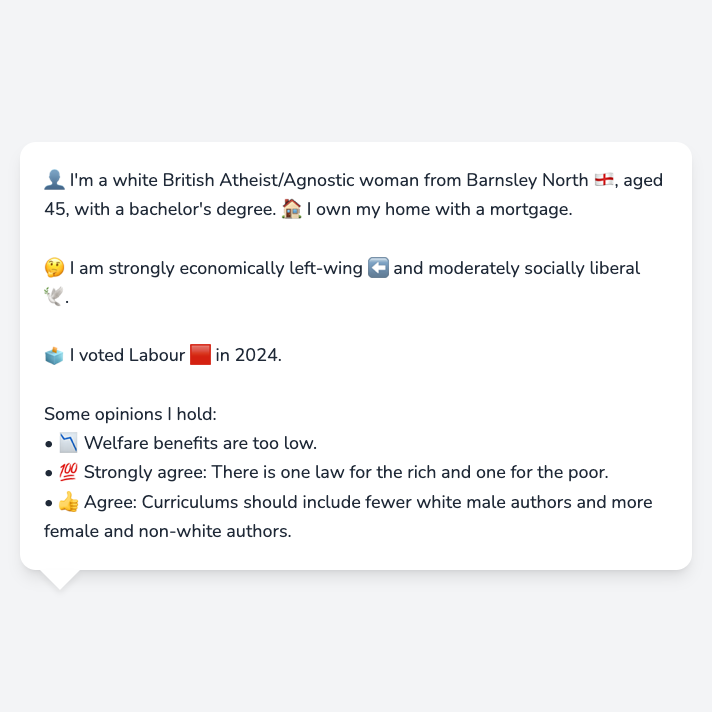 👤 I'm a white British Atheist/Agnostic woman from Barnsley North 🏴󠁧󠁢󠁥󠁮󠁧󠁿, aged
45, with a bachelor's degree. 🏠 I own my home with a mortgage.
🤔 I am strongly economically left-wing ⬅️ and moderately socially liberal
🕊️.
🗳️ I voted Labour 🟥 in 2024.
Some opinions I hold:
• 📉 Welfare benefits are too low.
• 💯 Strongly agree: There is one law for the rich and one for the poor.
• 👍 Agree: Curriculums should include fewer white male authors and more
female and non-white authors.